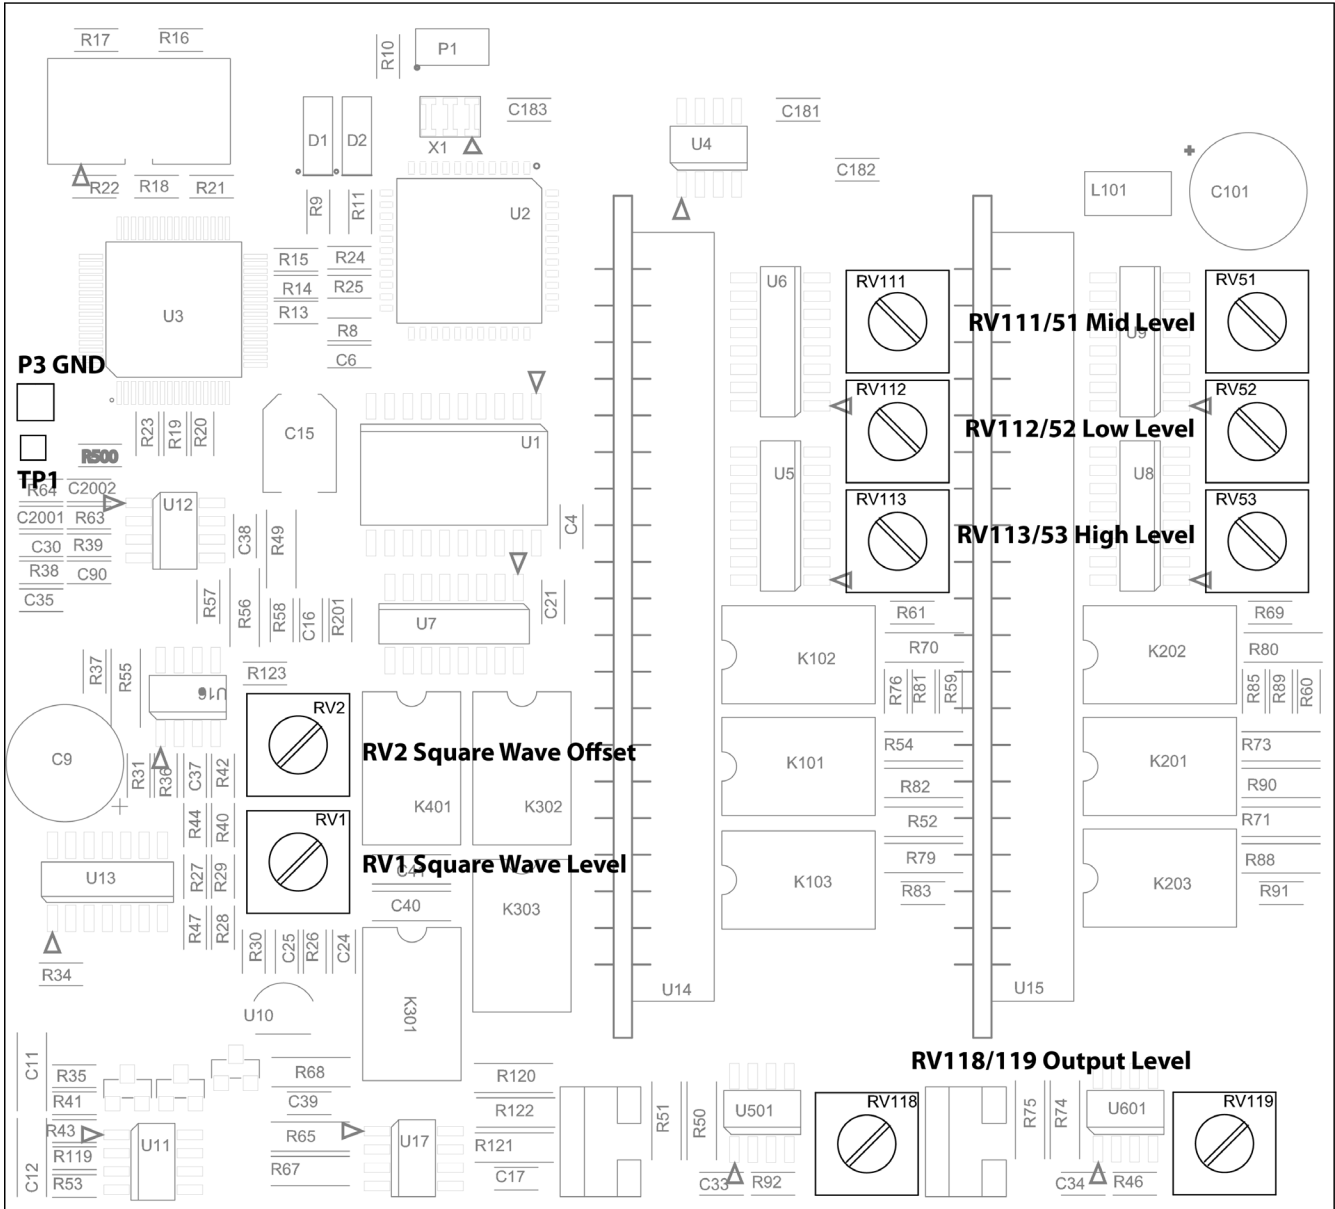 R17
R16
R10
P1
C183
C181
D1
D2
X1
U4
C182
R22
R18
R21
L101
C101
R9
R11
U2
R15
R24
R14
R25
R13
U3
R8
C6
U6
RV111
RV51
RV111/51 Mid Level
U9
P3 GND
RV112
RV52
RV112/52 Low Level
R23
R19
R20
C15
U1
R500
TP1
R64
C2002
U12
U5
U8
RV113
RV53
RV113/53 High Level
C2001
R63
C30
R39
C38
R49
C4
R38
C90
C35
R57
R56
R58
C16
R201
U7
C21
R61
R69
R70
R80
K102
K202
R76
R81
R59
R85
R89
R60
R37
R55
R123
U16
RV2
RV2 Square Wave Offset
R54
R73
C9
K101
K201
R31
R36
C37
R42
R82
R90
K401
K302
R44
R40
RV1
R52
R71
RV1 Square Wave Level
C41
R79
R88
U13
R27
R29
K103
K203
R83
R91
C40
K303
R47
R28
R30
C25
R26
C24
R34
U14
U15
U10
K301
C11
RV118/119 Output Level
R35
R68
R120
R41
C39
R122
R51
R50
U501
RV118
R75
R74
U601
RV119
R43
U11
R65
U17
R121
R119
C12
R53
R67
C17
C33
R92
C34
R46